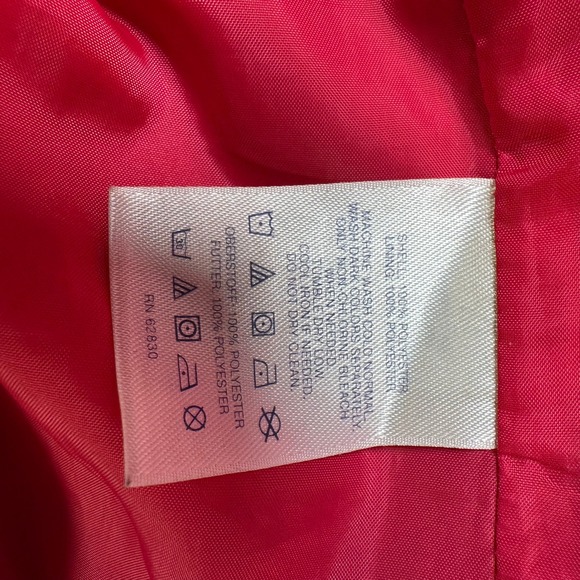 SHELL: 100% POLYESTER
LINING: 100% POLYESTER
MACHINE WASH COLD NORMAL.
WASH DARK COLORS SEPARATELY.
ONLY NON-CHLORINE BLEACH
WHEN NEEDED.
TUMBLE DRY LOW.
COOL IRON IF NEEDED.
DO NOT DRY CLEAN.
OBERSTOFF: 100% POLYESTER
FUTTER: 100% POLYESTER
30
RN 62830